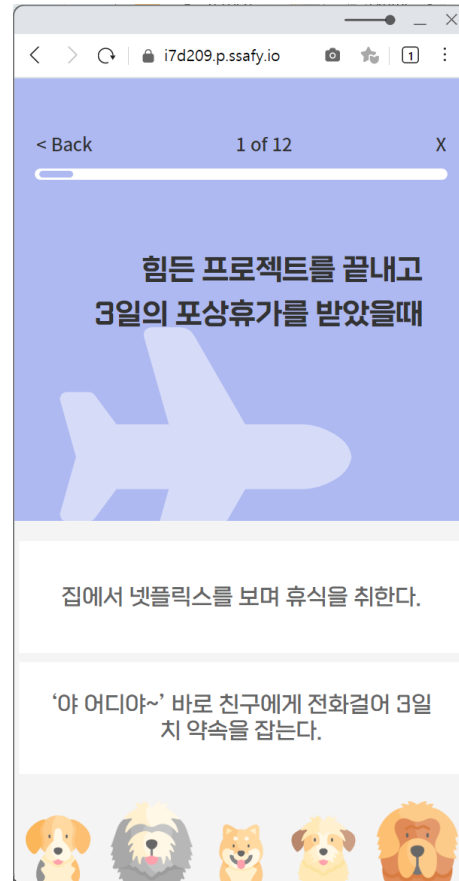 i7d209.p.ssafy.io
1
< Back
1 of 12
X
힘든 프로젝트를 끝내고
3일의 포상휴가를 받았을때
집에서 넷플릭스를 보며 휴식을 취한다.
‘야 어디야~’ 바로 친구에게 전화걸어 3일
치 약속을 잡는다.